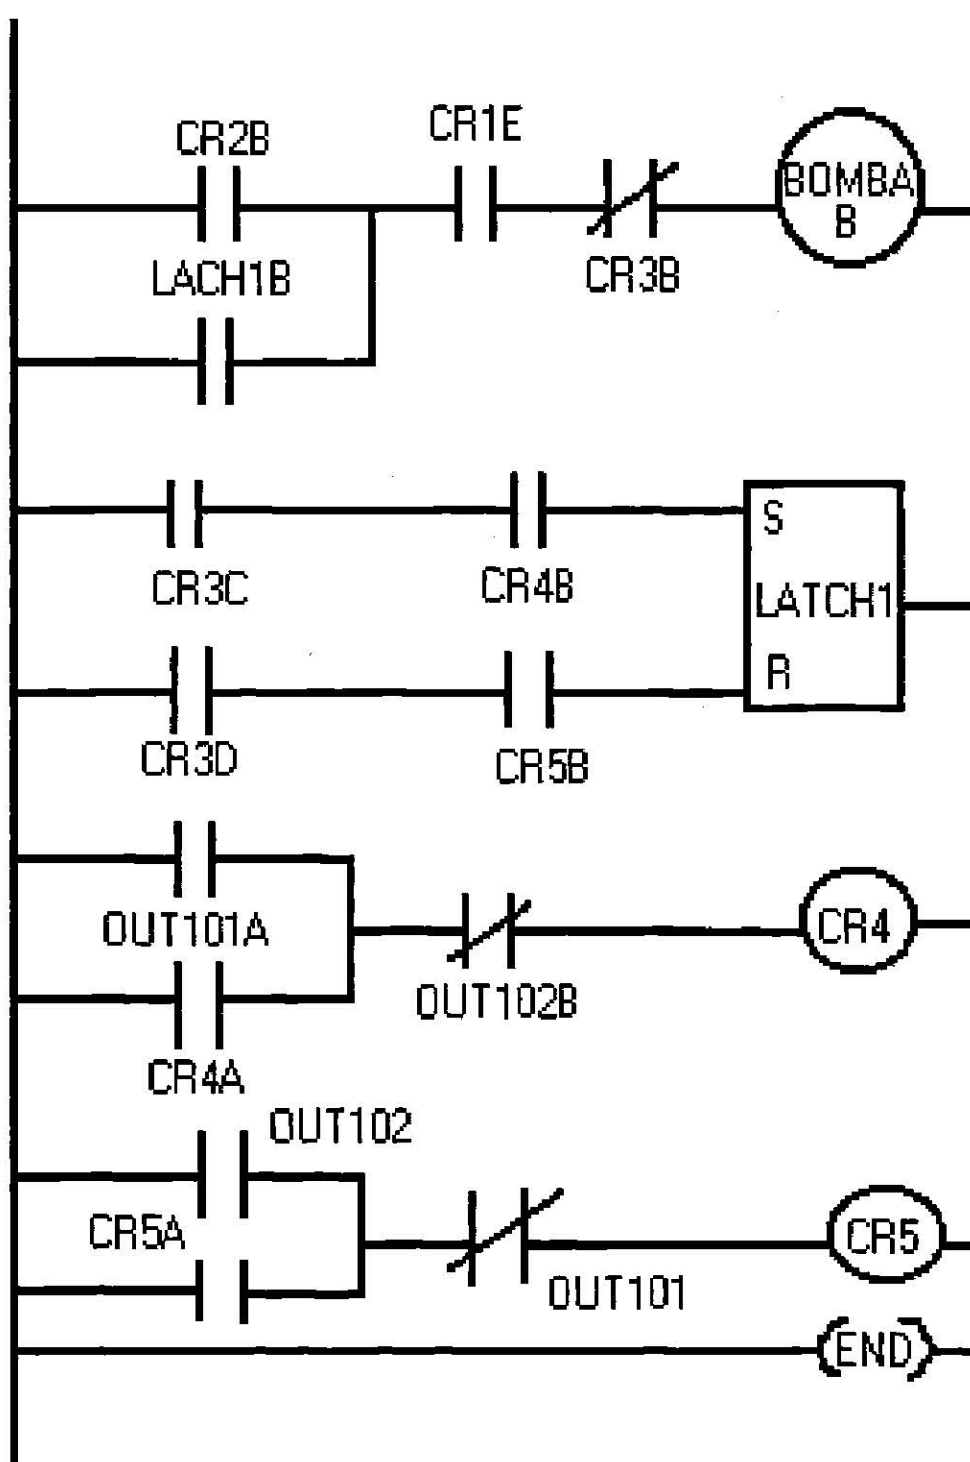 CR2B
CR1E
BOMBA
B
CR3B
LACH1B
S
CR3C
CR4B
LATCH1
R
CR3D
CR5B
OUT101A
CR4
OUT102B
CR4A
OUT102
CR5A
CR5
OUT101
(END)